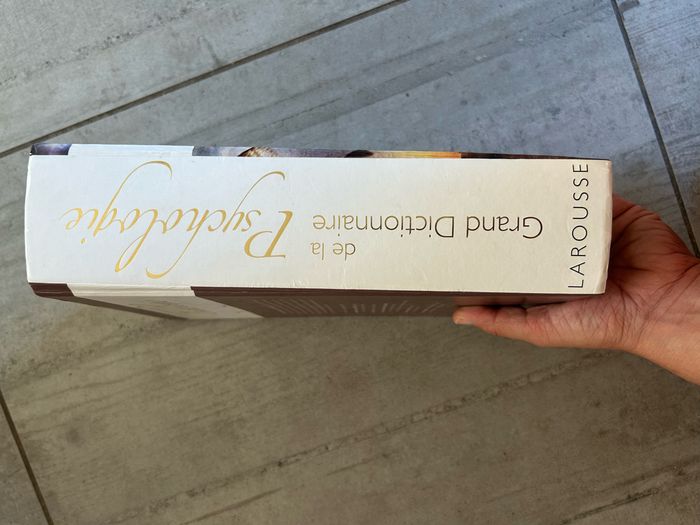 Grand Dictionnaire
de la
Psychologie
LAROUSSE